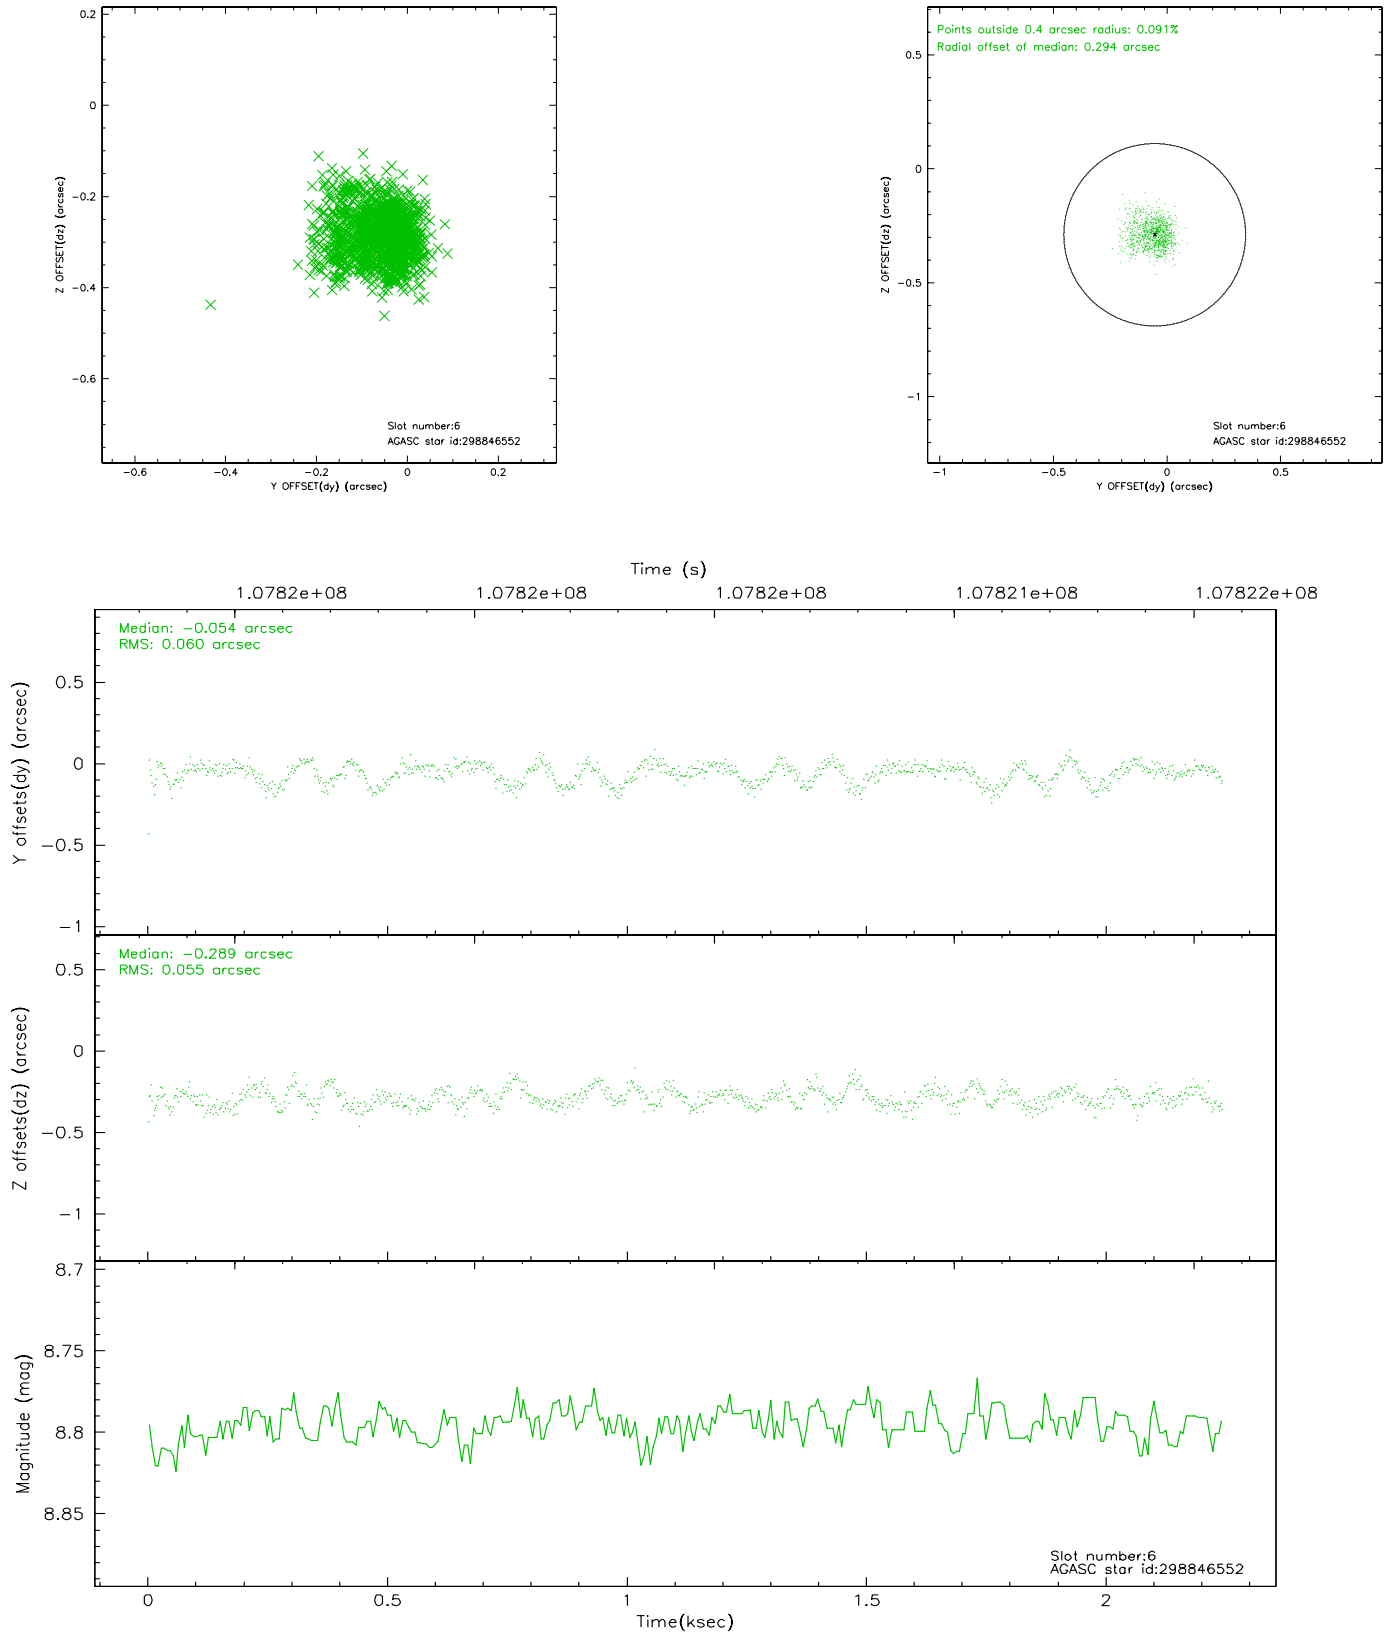 0.2
0
−0.2
−0.4
−0.6
Z OFFSET(dz) (arcsec)
−0.6
−0.4
−0.2
0
0.2
Y OFFSET(dy) (arcsec)
Slot number:6
AGASC star id:298846552
Points outside 0.4 arcsec radius: 0.091%
Radial offset of median: 0.294 arcsec
0.5
0
−0.5
−1
Z OFFSET(dz) (arcsec)
−1
−0.5
0
0.5
Y OFFSET(dy) (arcsec)
Slot number:6
AGASC star id:298846552
Time (s)
1.0782e+08
1.0782e+08
1.0782e+08
1.07821e+08
1.07822e+08
Median: −0.054 arcsec
RMS: 0.060 arcsec
0.5
0
−0.5
−1
Y offsets(dy) (arcsec)
Median: −0.289 arcsec
RMS: 0.055 arcsec
0.5
0
−0.5
−1
Z offsets(dz) (arcsec)
8.7
8.75
8.8
8.85
Magnitude (mag)
Slot number:6
AGASC star id:298846552
0
0.5
1
1.5
2
Time(ksec)